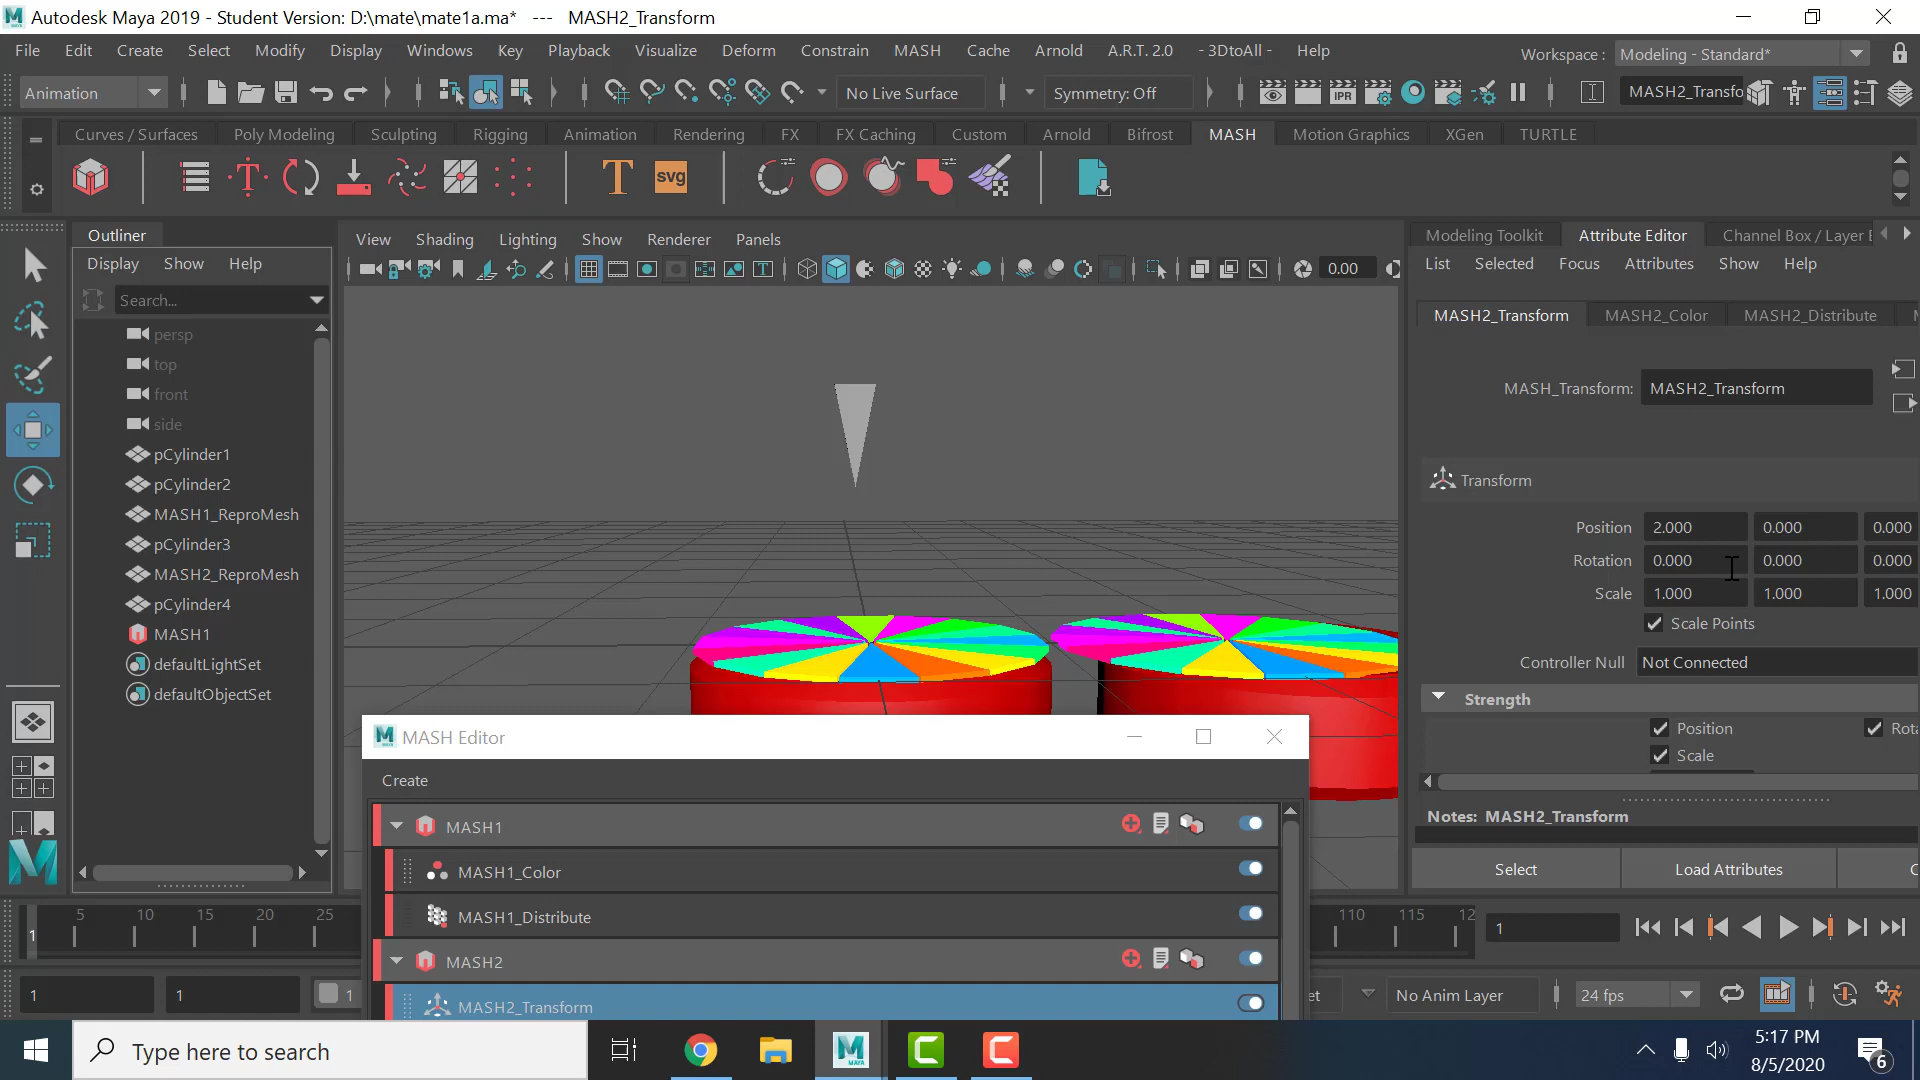 Autodesk Maya 2019 - Student Version: D:\mate\mate1a.ma* --- MASH2_Transform
File Edit Create Select Modify Display Windows Key Playback Visualize Deform Constrain MASH Cache Arnold A.R.T. 2.0 - 3DtoAll - Help Workspace : Modeling - Standard*
Animation No Live Surface Symmetry: Off IPR MASH2_Transfo
Curves / Surfaces Poly Modeling Sculpting Rigging Animation Rendering FX FX Caching Custom Arnold Bifrost MASH Motion Graphics XGen TURTLE
T T svg
Outliner View Shading Lighting Show Renderer Panels Modeling Toolkit Attribute Editor Channel Box / Layer E
Display Show Help 0.00 List Selected Focus Attributes Show Help
Search...
MASH2_Transform MASH2_Color MASH2_Distribute
persp
top
front
side
pCylinder1
pCylinder2
MASH1_ReproMesh
pCylinder3
MASH2_ReproMesh
pCylinder4
MASH1
defaultLightSet
defaultObjectSet
MASH_Transform: MASH2_Transform
Transform
Position 2.000 0.000 0.000
Rotation 0.000 0.000 0.000
Scale 1.000 1.000 1.000
Scale Points
Controller Null Not Connected
Strength
Position Rota
Scale
Notes: MASH2_Transform
Select Load Attributes C
MASH Editor
Create
MASH1
MASH1_Color
MASH1_Distribute
MASH2
MASH2_Transform
5 10 15 20 25 110 115 12
1 1
1 1 1 et No Anim Layer 24 fps
Type here to search MAYA 5:17 PM
8/5/2020 6